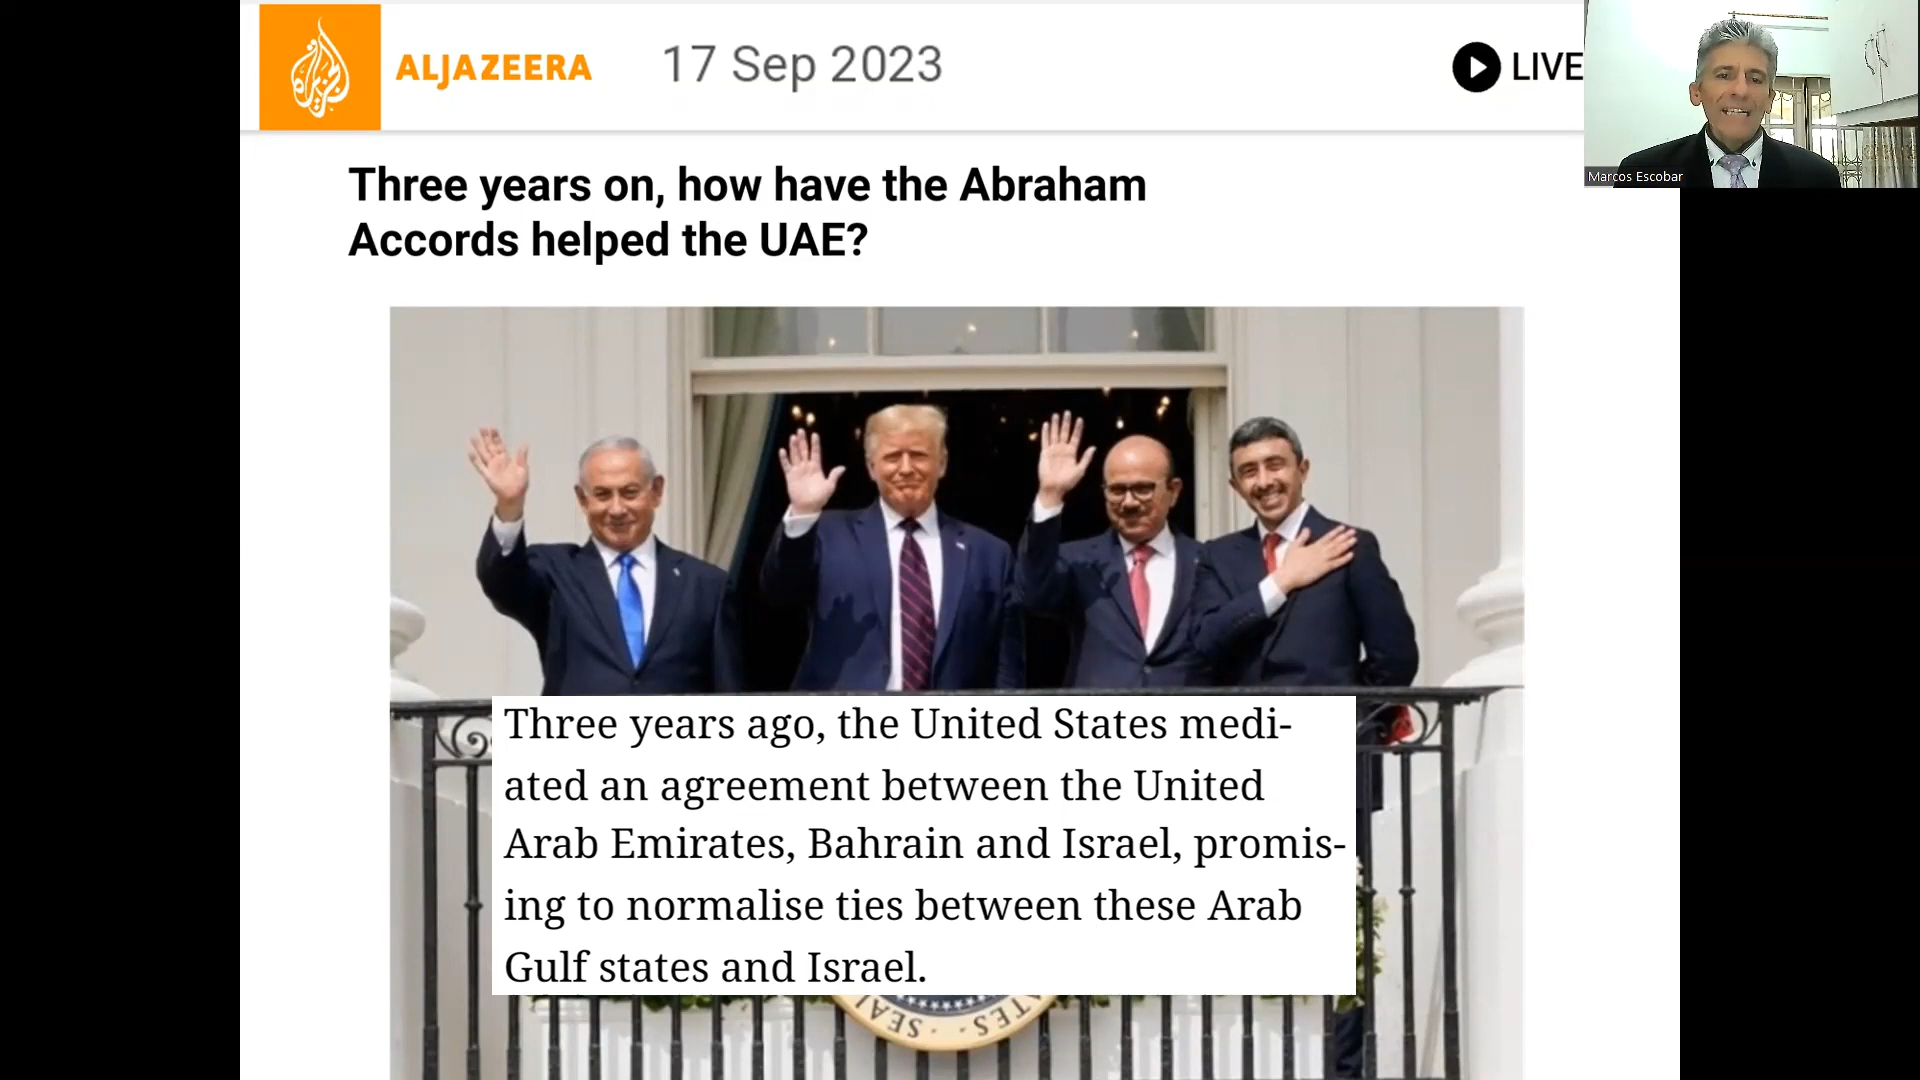 ALJAZEERA
17 Sep 2023
LIVE
Marcos Escobar
Three years on, how have the Abraham
Accords helped the UAE?
Three years ago, the United States medi-
ated an agreement between the United
Arab Emirates, Bahrain and Israel, promis-
ing to normalise ties between these Arab
Gulf states and Israel.
SEAL
TES